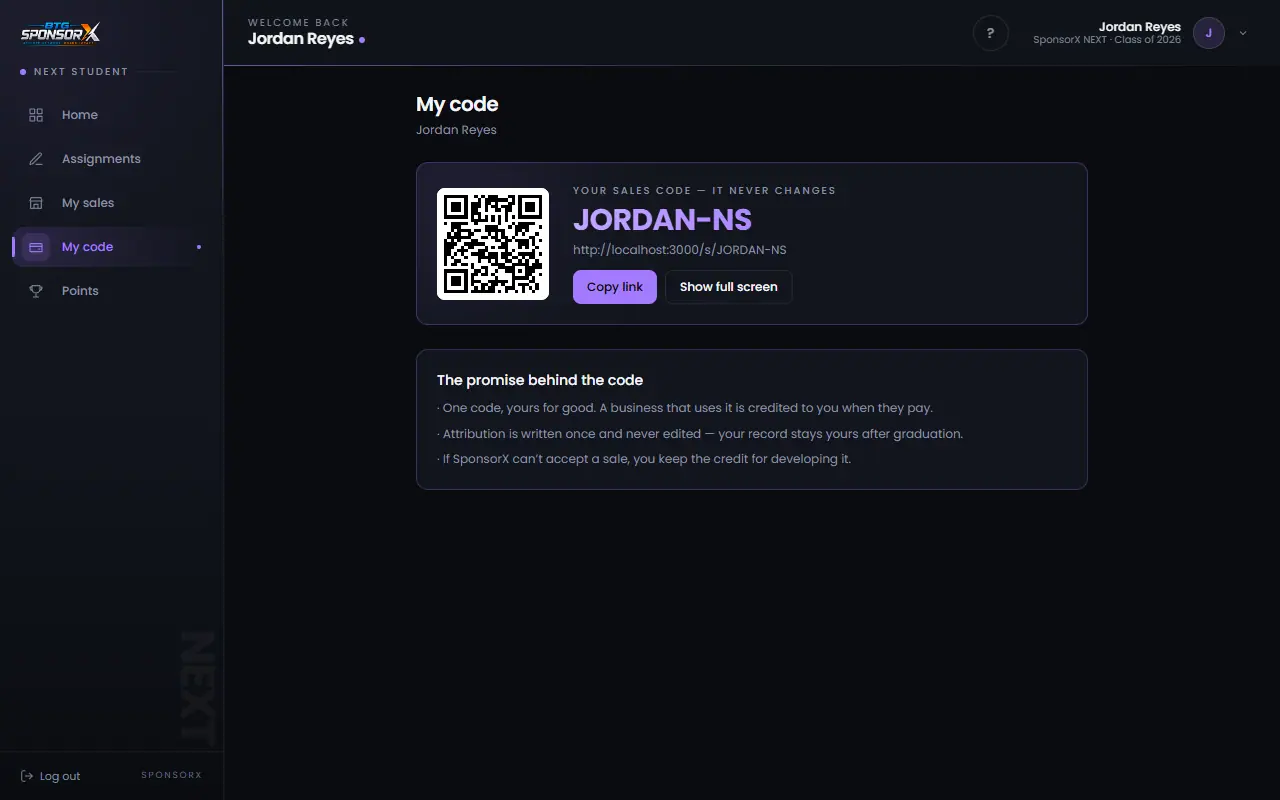 BTG
SPONSORX
NEXT STUDENT
Home
Assignments
My sales
My code
Points
NEXT
Log out
SPONSORX
WELCOME BACK
Jordan Reyes
?
Jordan Reyes
SponsorX NEXT · Class of 2026
J
My code
Jordan Reyes
YOUR SALES CODE — IT NEVER CHANGES
JORDAN-NS
http://localhost:3000/s/JORDAN-NS
Copy link
Show full screen
The promise behind the code
· One code, yours for good. A business that uses it is credited to you when they pay.
· Attribution is written once and never edited — your record stays yours after graduation.
· If SponsorX can’t accept a sale, you keep the credit for developing it.